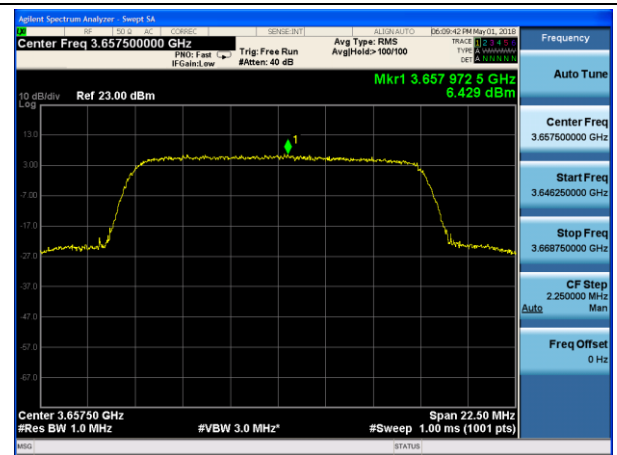 Agilent Spectrum Analyzer - Swept SA
RF 50 Ω AC CORREC SENSE:INT ALIGN AUTO 06:09:42 PM May 01, 2018
Center Freq 3.657500000 GHz
PNO: Fast
IFGain:Low
Trig: Free Run
#Atten: 40 dB
Avg Type: RMS
Avg|Hold:>100/100
TRACE 1 2 3 4 5 6
TYPE A
DET A N N N N N
Mkr1 3.657 972 5 GHz
6.429 dBm
10 dB/div Ref 23.00 dBm
Log
1
13.0
3.00
-7.00
-17.0
-27.0
-37.0
-47.0
-57.0
-67.0
Center 3.65750 GHz Span 22.50 MHz
#Res BW 1.0 MHz #VBW 3.0 MHz* #Sweep 1.00 ms (1001 pts)
MSG STATUS
Frequency
Auto Tune
Center Freq
3.657500000 GHz
Start Freq
3.646250000 GHz
Stop Freq
3.668750000 GHz
CF Step
2.250000 MHz
Auto Man
Freq Offset
0 Hz